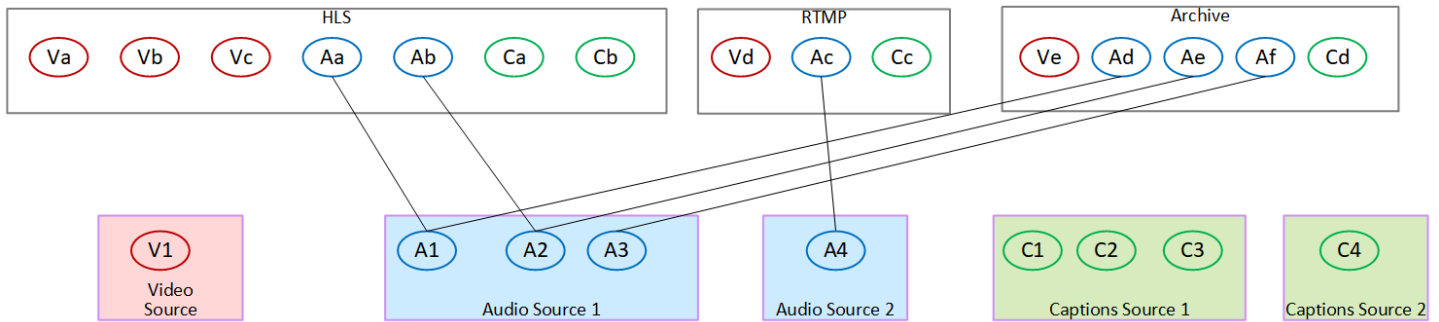 HLS
RTMP
Archive
Va Vb Vc Aa Ab Ca Cb
Vd Ac Cc
Ve Ad Ae Af Cd
V1
A1 A2 A3
A4
C1 C2 C3
C4
Video
Source
Audio Source 1
Audio Source 2
Captions Source 1
Captions Source 2